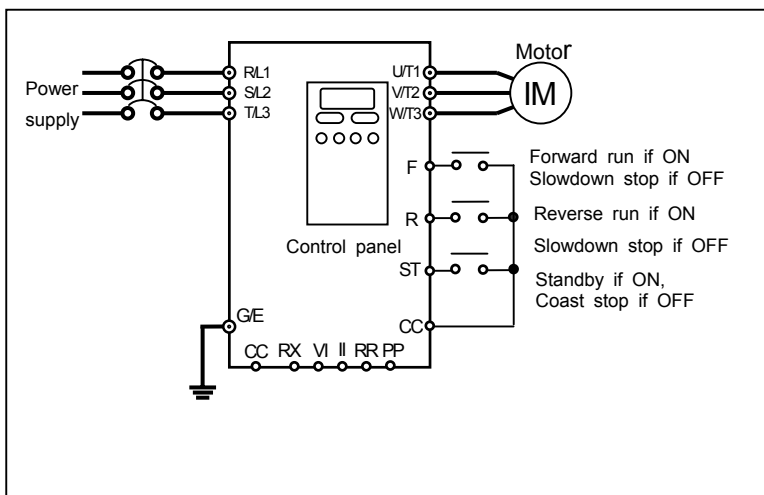 Motor
R/L1
U/T1
Power
supply
S/L2
V/T2
IM
T/L3
W/T3
F
Forward run if ON
Slowdown stop if OFF
R
Reverse run if ON
Control panel
Slowdown stop if OFF
ST
Standby if ON,
Coast stop if OFF
G/E
CC
CC RX VI II RR PP